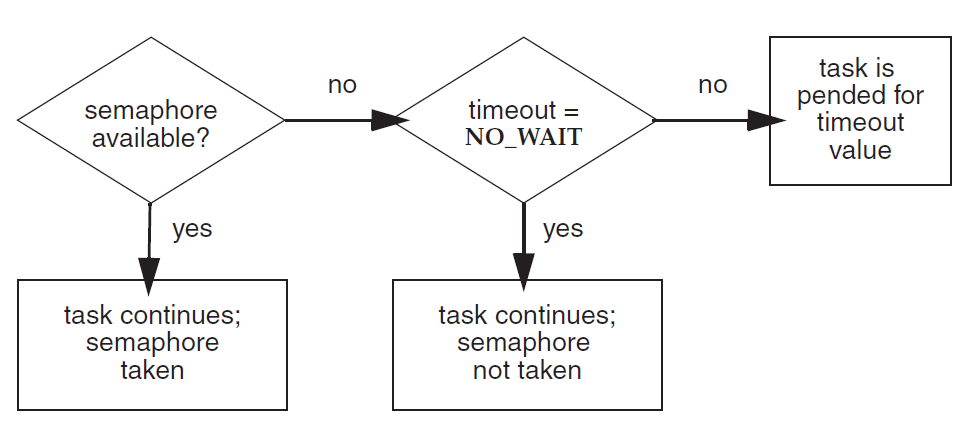 semaphore
available?
no
timeout =
NO_WAIT
no
task is
pended for
timeout
value
yes
yes
task continues;
semaphore
taken
task continues;
semaphore
not taken